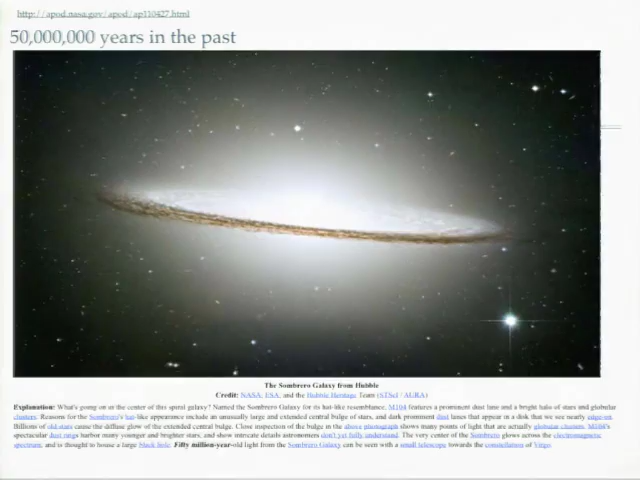 http://apod.nasa.gov/apod/ap110427.html
50,000,000 years in the past
The Sombrero Galaxy from Hubble
Credit: NASA, ESA, and the Hubble Heritage Team (STScI / AURA)
Explanation: What's going on in the center of this spiral galaxy? Named the Sombrero Galaxy for its hat-like resemblance, M104 features a prominent dust lane and a bright halo of stars and globular
clusters. Reasons for the Sombrero's hat-like appearance include an unusually large and extended central bulge of stars, and dark prominent dust lanes that appear in a disk that we see nearly edge-on.
Billions of old stars cause the diffuse glow of the extended central bulge. Close inspection of the bulge in the above photograph shows many points of light that are actually globular clusters. M104's
spectacular dust rings harbor many younger and brighter stars, and show intricate details astronomers don't yet fully understand. The very center of the Sombrero glows across the electromagnetic
spectrum, and is thought to house a large black hole. Fifty million-year-old light from the Sombrero Galaxy can be seen with a small telescope towards the constellation of Virgo.